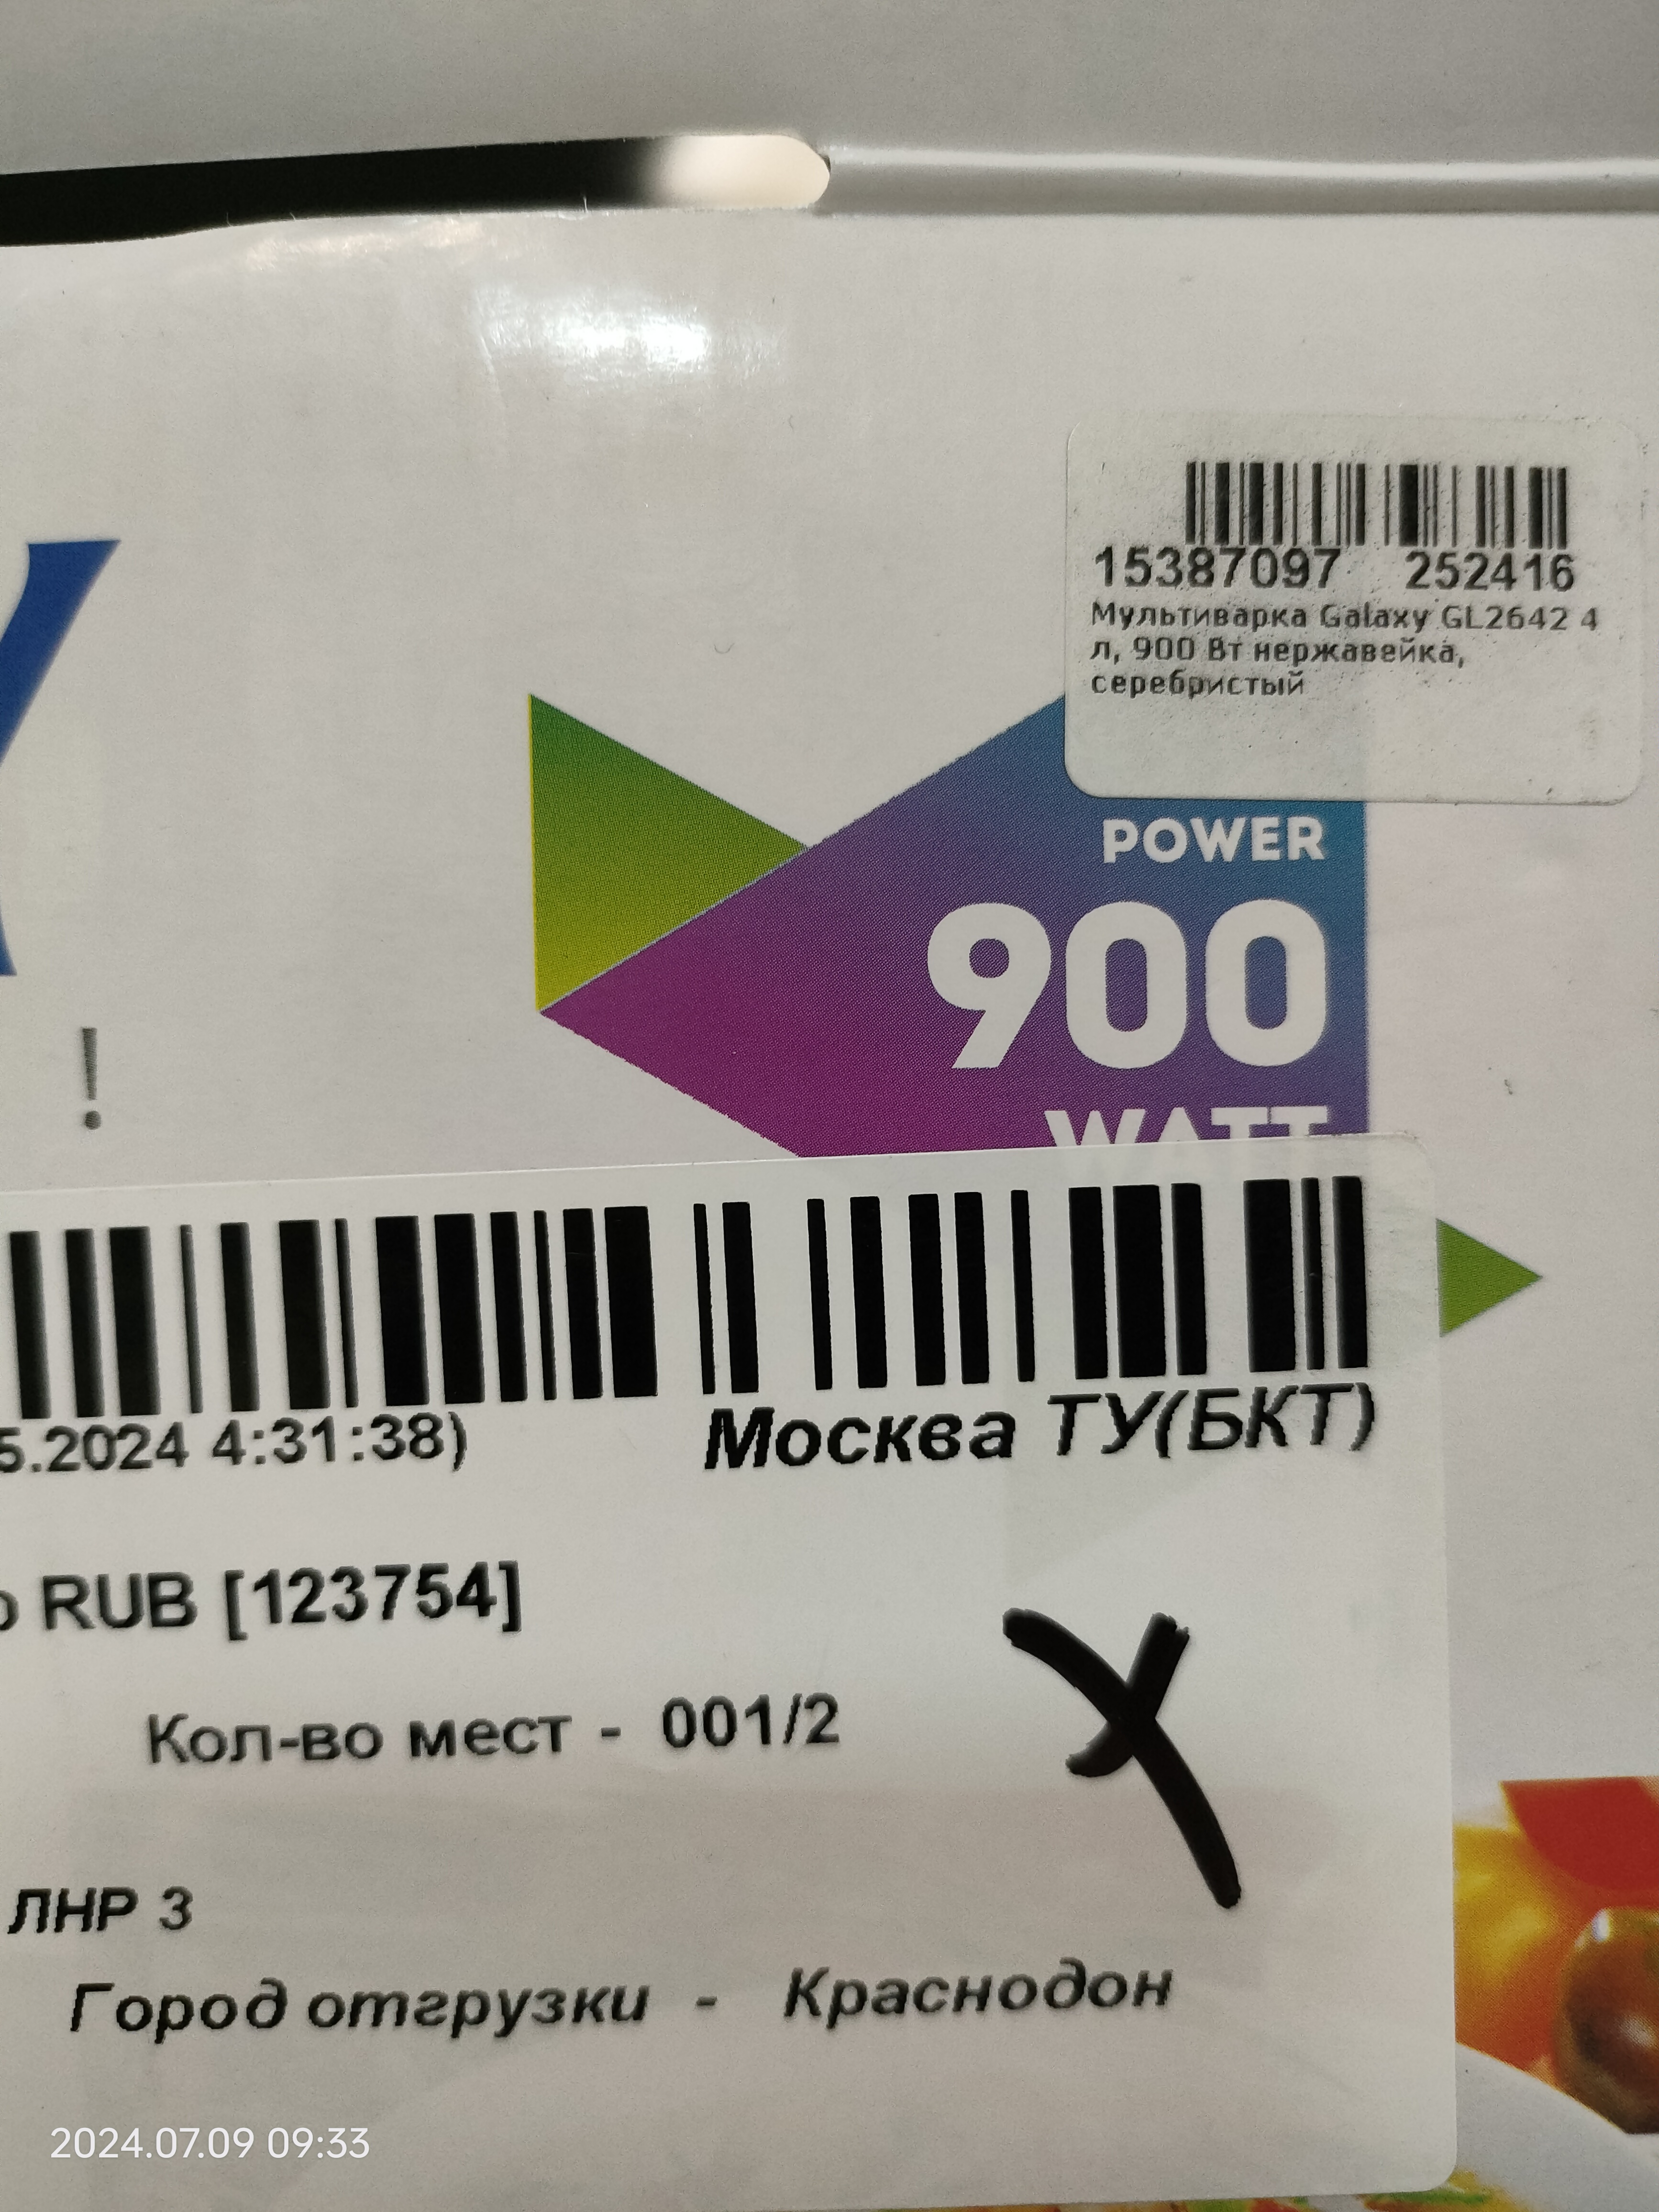 15387097 252416
Мультиварка Galaxy GL2642 4
л, 900 Вт нержавейка,
серебристый
POWER
900
WATT
!
5.2024 4:31:38)
Москва ТУ(БКТ)
RUB [123754]
Кол-во мест - 001/2
ЛНР 3
Город отгрузки - Краснодон
2024.07.09 09:33